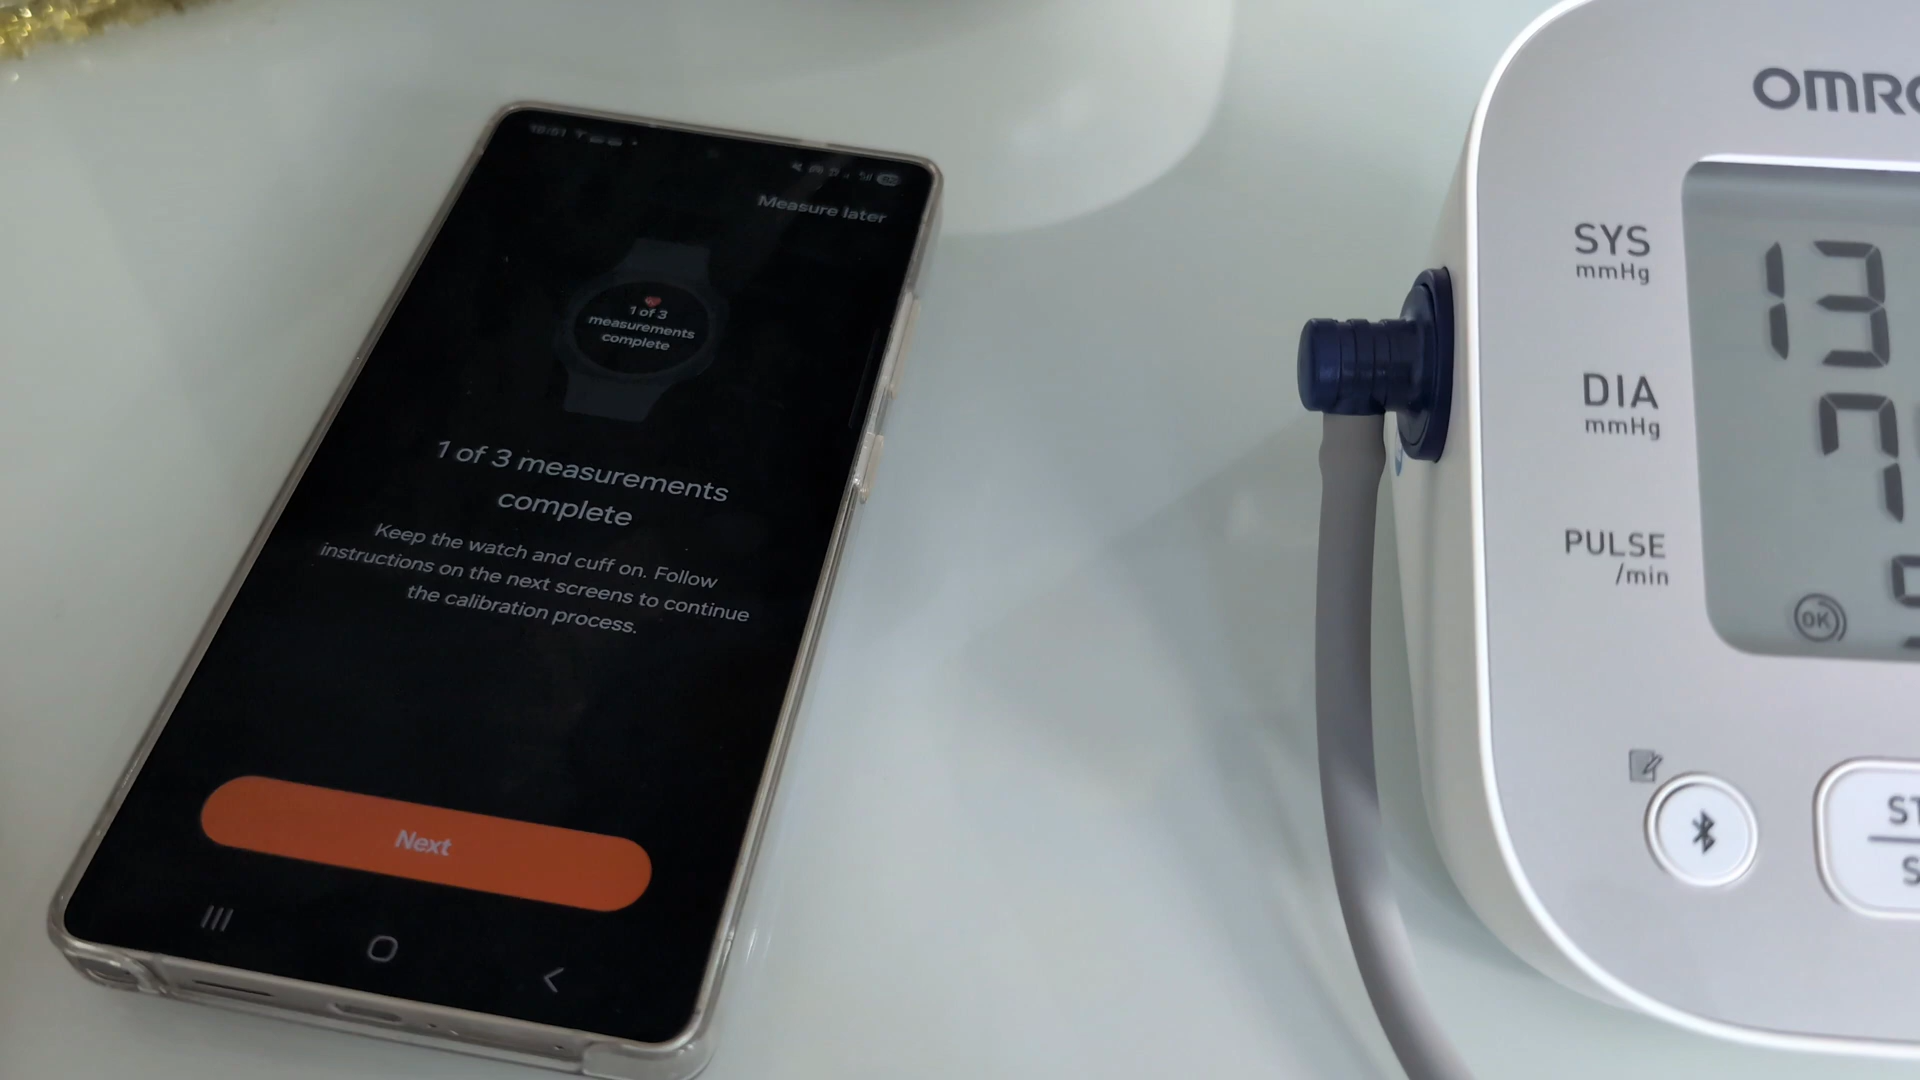 Measure later
1 of 3
measurements
complete
1 of 3 measurements
complete
Keep the watch and cuff on. Follow
instructions on the next screens to continue
the calibration process.
Next
OMRO
SYS
mmHg
13
DIA
mmHg
7
PULSE
/min
OK
ST
S